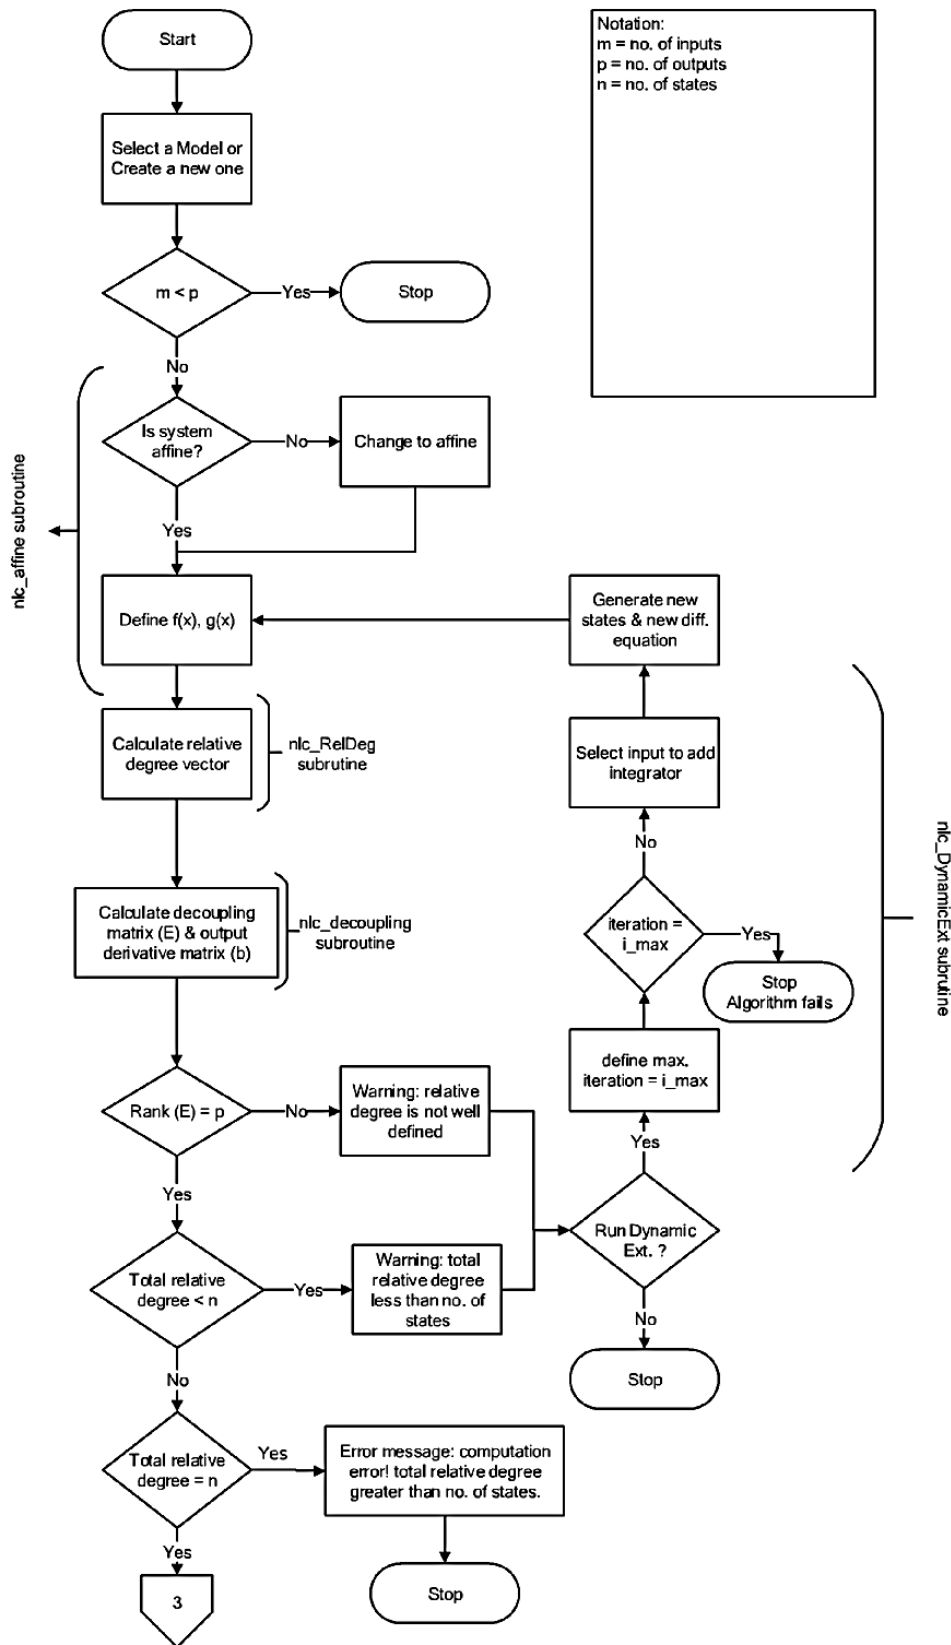 Start
Notation:
m = no. of inputs
p = no. of outputs
n = no. of states
Select a Model or
Create a new one
m < p
Yes
Stop
No
Is system
affine?
No
Change to affine
Yes
nlc_affine subroutine
Define f(x), g(x)
Generate new
states & new diff.
equation
Calculate relative
degree vector
nlc_RelDeg
subrutine
Select input to add
integrator
No
nlc_DynamicExt subrutine
Calculate decoupling
matrix (E) & output
derivative matrix (b)
nlc_decoupling
subroutine
iteration =
i_max
Yes
Stop
Algorithm fails
define max.
iteration = i_max
Rank (E) = p
No
Warning: relative
degree is not well
defined
Yes
Yes
Run Dynamic
Ext. ?
Total relative
degree < n
Yes
Warning: total
relative degree
less than no. of
states
No
Stop
No
Total relative
degree = n
Yes
Error message: computation
error! total relative degree
greater than no. of states.
Yes
Stop
3